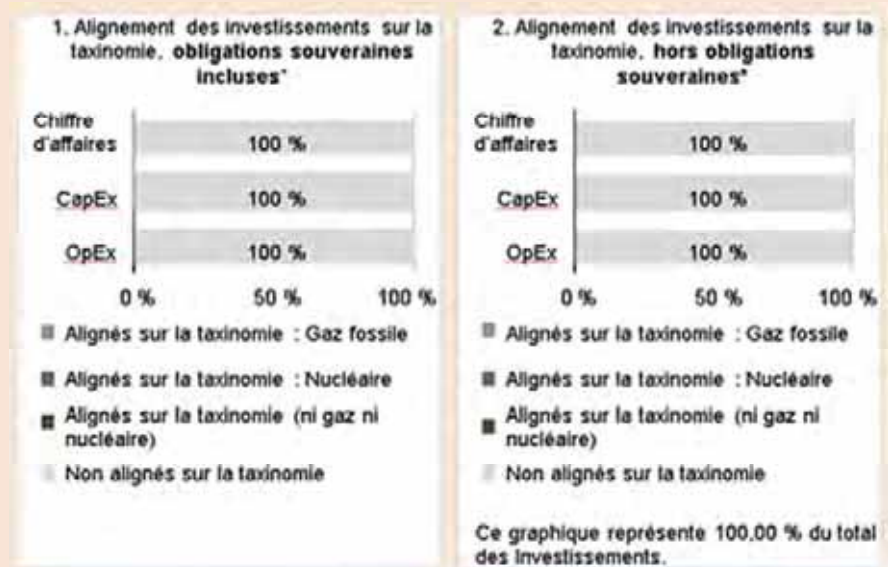 1. Alignement des investissements sur la
taxinomie, obligations souveraines
incluses*
Chiffre
d'affaires
100 %
CapEx
100 %
OpEx
100 %
0 %
50 %
100 %
Alignés sur la taxinomie : Gaz fossile
Alignés sur la taxinomie : Nucléaire
Alignés sur la taxinomie (ni gaz ni
nucléaire)
Non alignés sur la taxinomie
2. Alignement des investissements sur la
taxinomie, hors obligations
souveraines*
Chiffre
d'affaires
100 %
CapEx
100 %
OpEx
100 %
0 %
50 %
100 %
Alignés sur la taxinomie : Gaz fossile
Alignés sur la taxinomie : Nucléaire
Alignés sur la taxinomie (ni gaz ni
nucléaire)
Non alignés sur la taxinomie
Ce graphique représente 100,00 % du total
des Investissements.